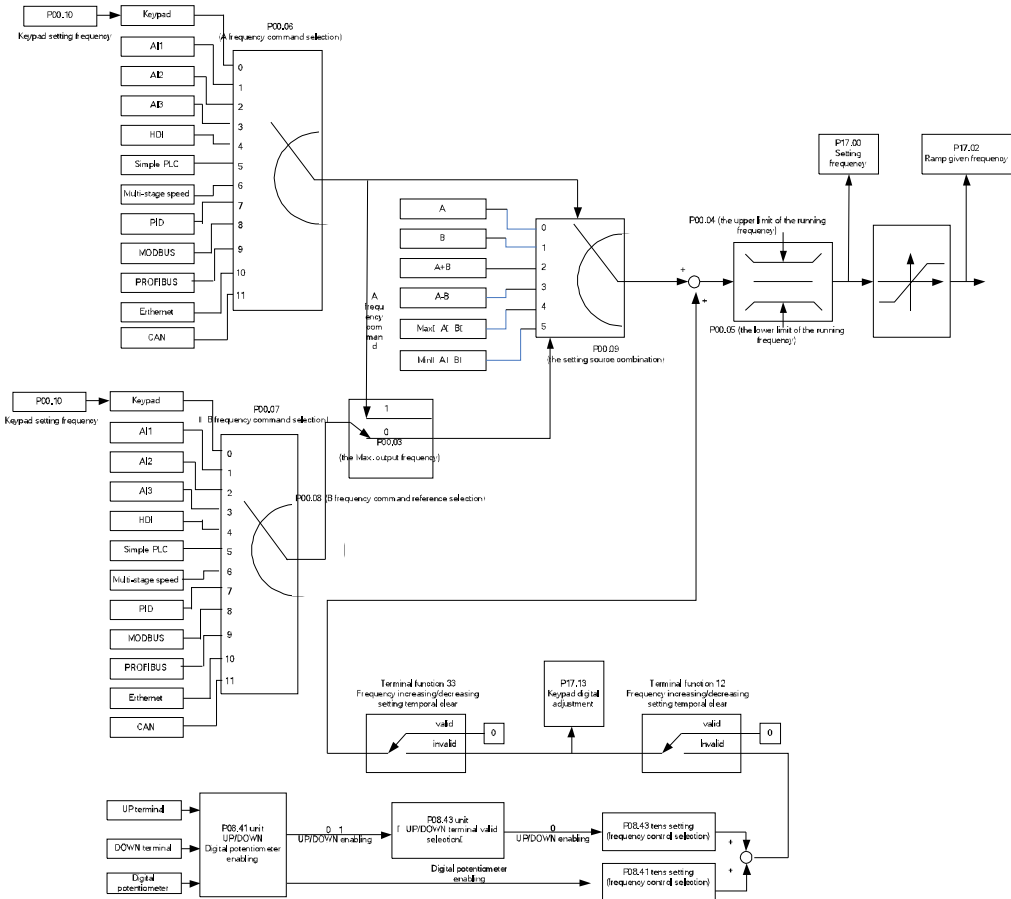 P00.10
Keypad setting frequency
Keypad
AI1
AI2
AI3
HDI
Simple PLC
Multi-stage speed
PID
MODBUS
PROFIBUS
Erthernet
CAN
P00.06
(A frequency command selection)
0
1
2
3
4
5
6
7
8
9
10
11
A
frequ
ency
com
man
d
A
B
A+B
A-B
Max( A( B(
Min( A( B(
0
1
2
3
4
5
P00.09
(the setting source combination)
+
+
P00.04 (the upper limit of the running
frequency)
P00.05 (the lower limit of the running
frequency)
P17.00
Setting
frequency
P17.02
Ramp given frequency
P00.10
Keypad setting frequency
Keypad
AI1
AI2
AI3
HDI
Simple PLC
Multi-stage speed
PID
MODBUS
PROFIBUS
Erthernet
CAN
P00.07
( B frequency command selection)
0
1
2
3
4
5
6
7
8
9
10
11
1
0
P00.03
(the Max. output frequency)
P00.08 (B frequency command reference selection)
Terminal function 33
Frequency increasing/decreasing
setting temporal clear
valid
invalid
0
P17.13
Keypad digital
adjustment
Terminal function 12
Frequency increasing/decreasing
setting temporal clear
valid
Invalid
0
UP terminal
DOWN terminal
Digital
potentiometer
P08.41 unit
UP/DOWN
Digital potentiometer
enabling
0 1
UP/DOWN enabling
P08.43 unit
( UP/DOWN terminal valid
selection(
0
UP/DOWN enabling
Digital potentiometer
enabling
P08.43 tens setting
(frequency control selection)
P08.41 tens setting
(frequency control selection)
+
+